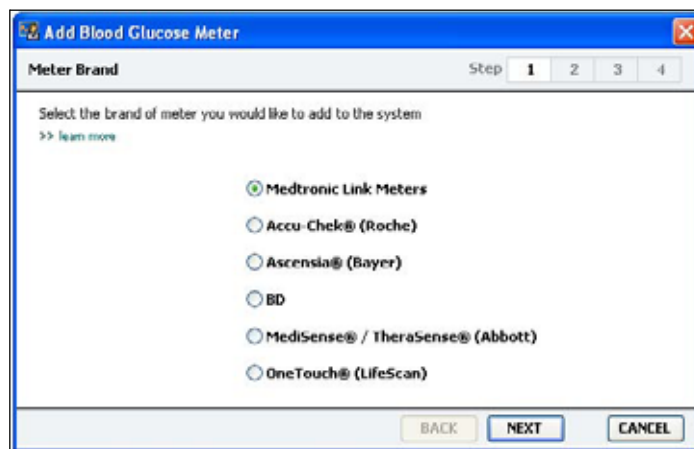 Add Blood Glucose Meter
Meter Brand Step 1 2 3 4
Select the brand of meter you would like to add to the system
>> learn more
Medtronic Link Meters
Accu-Chek® (Roche)
Ascensia® (Bayer)
BD
MediSense® / TheraSense® (Abbott)
OneTouch® (LifeScan)
BACK NEXT CANCEL